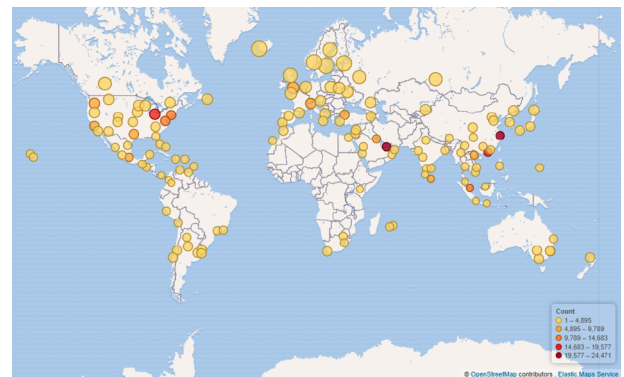 Count
1 – 4,895
4,895 – 9,789
9,789 – 14,683
14,683 – 19,577
19,577 – 24,471
© OpenStreetMap contributors , Elastic Maps Service